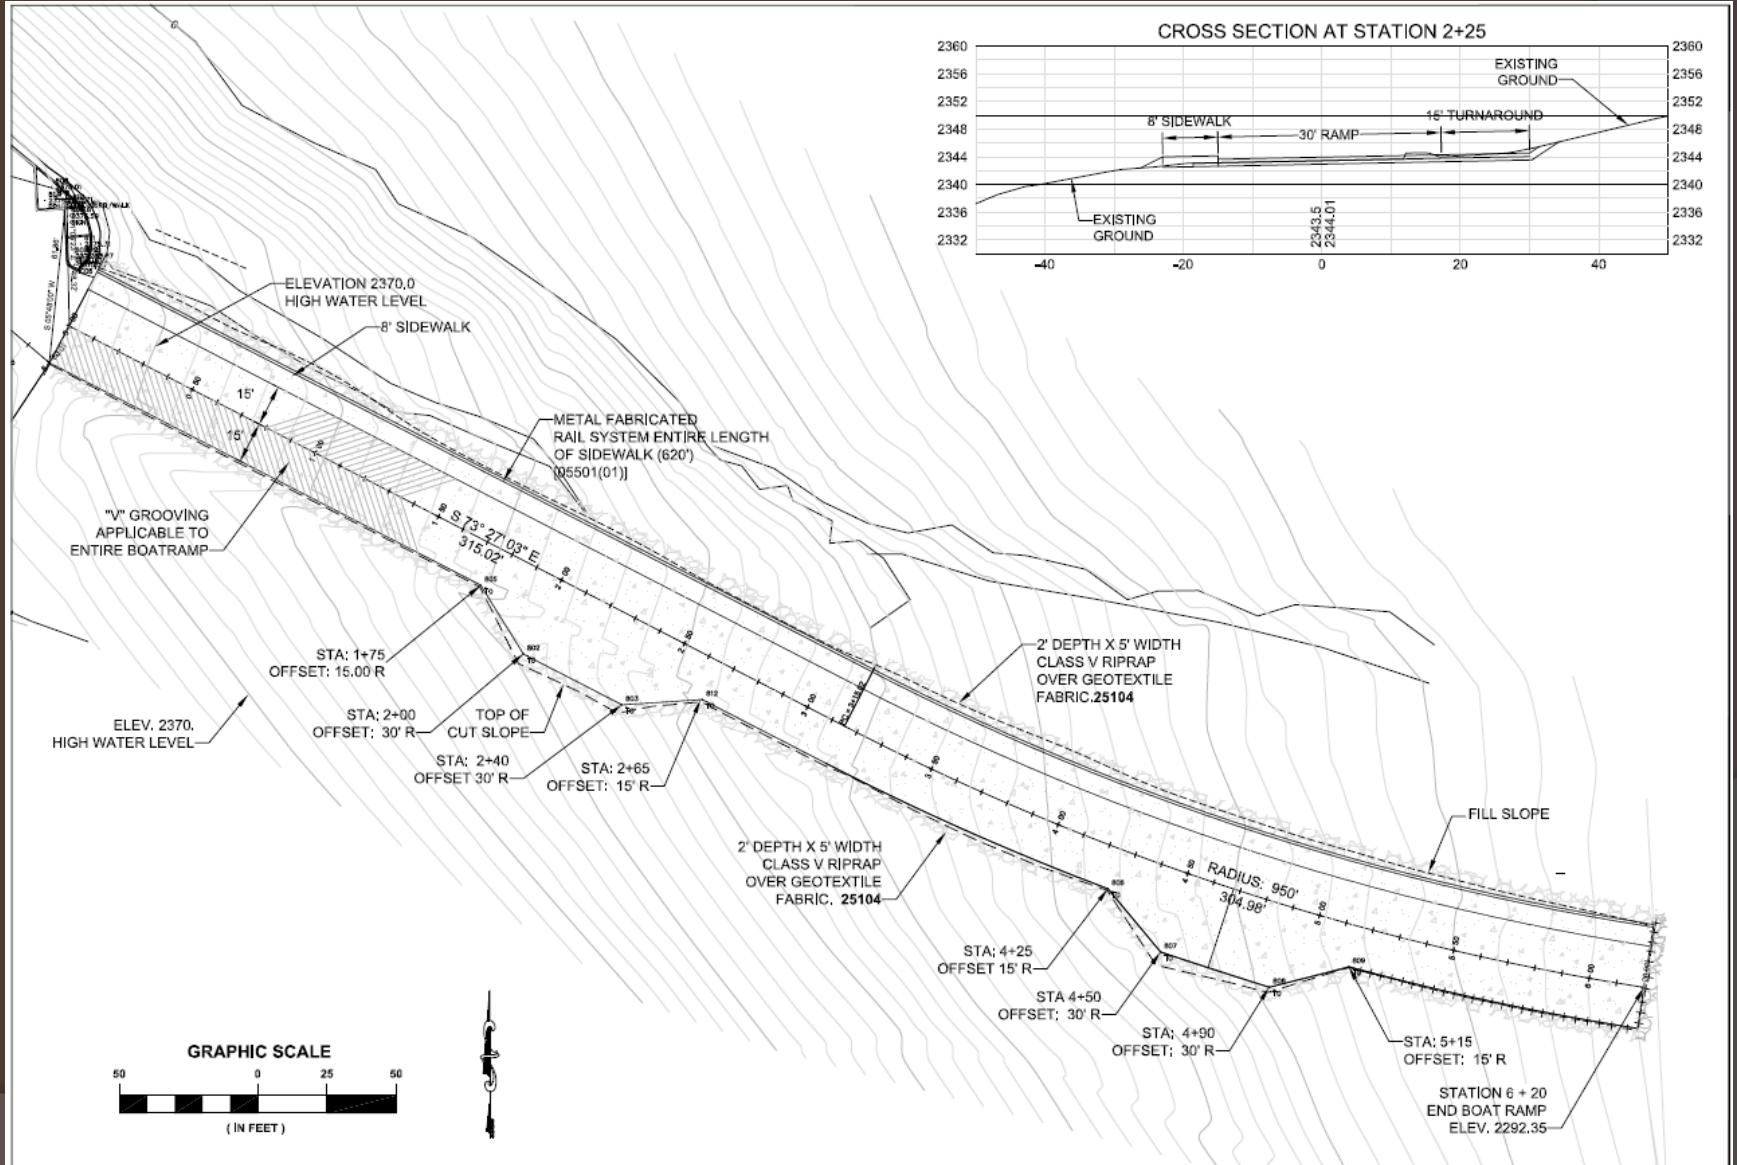 CROSS SECTION AT STATION 2+25
2360
2356
2352
2348
2344
2340
2336
2332
2360
2356
2352
2348
2344
2340
2336
2332
-40
-20
0
20
40
EXISTING
GROUND
8' SIDEWALK
30' RAMP
15' TURNAROUND
EXISTING
GROUND
2343.5
2344.01
ELEVATION 2370.0
HIGH WATER LEVEL
8' SIDEWALK
15'
15'
METAL FABRICATED
RAIL SYSTEM ENTIRE LENGTH
OF SIDEWALK (620')
[05501(01)]
"V" GROOVING
APPLICABLE TO
ENTIRE BOATRAMP
S 73° 27' 03" E
315.02'
STA: 1+75
OFFSET: 15.00 R
805
802
803
812
STA: 2+00
OFFSET: 30' R
TOP OF
CUT SLOPE
ELEV. 2370.
HIGH WATER LEVEL
STA: 2+40
OFFSET 30' R
STA: 2+65
OFFSET: 15' R
2' DEPTH X 5' WIDTH
CLASS V RIPRAP
OVER GEOTEXTILE
FABRIC.25104
FILL SLOPE
2' DEPTH X 5' WIDTH
CLASS V RIPRAP
OVER GEOTEXTILE
FABRIC. 25104
RADIUS: 950'
304.98'
807
809
STA: 4+25
OFFSET 15' R
STA 4+50
OFFSET: 30' R
STA: 4+90
OFFSET: 30' R
STA: 5+15
OFFSET: 15' R
STATION 6 + 20
END BOAT RAMP
ELEV. 2292.35
GRAPHIC SCALE
50 0 25 50
( IN FEET )